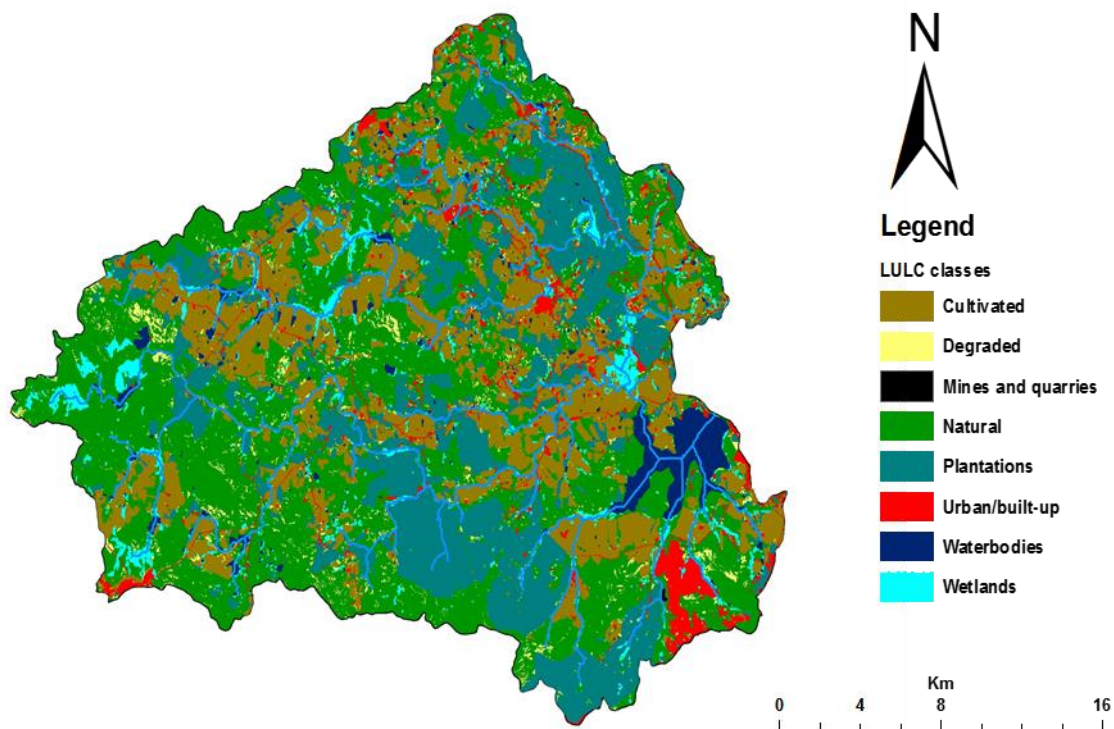 N
Legend
LULC classes
Cultivated
Degraded
Mines and quarries
Natural
Plantations
Urban/built-up
Waterbodies
Wetlands
Km
0 4 8 16